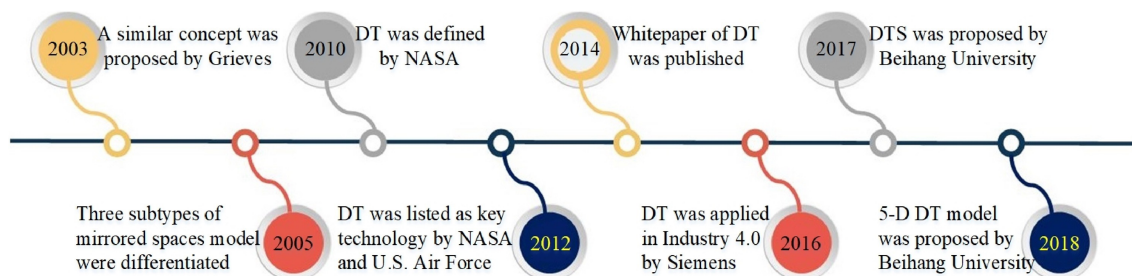 2003
A similar concept was
proposed by Grieves
2010
DT was defined
by NASA
2014
Whitepaper of DT
was published
2017
DTS was proposed by
Beihang University
Three subtypes of
mirrored spaces model
were differentiated
2005
DT was listed as key
technology by NASA
and U.S. Air Force
2012
DT was applied
in Industry 4.0
by Siemens
2016
5-D DT model
was proposed by
Beihang University
2018